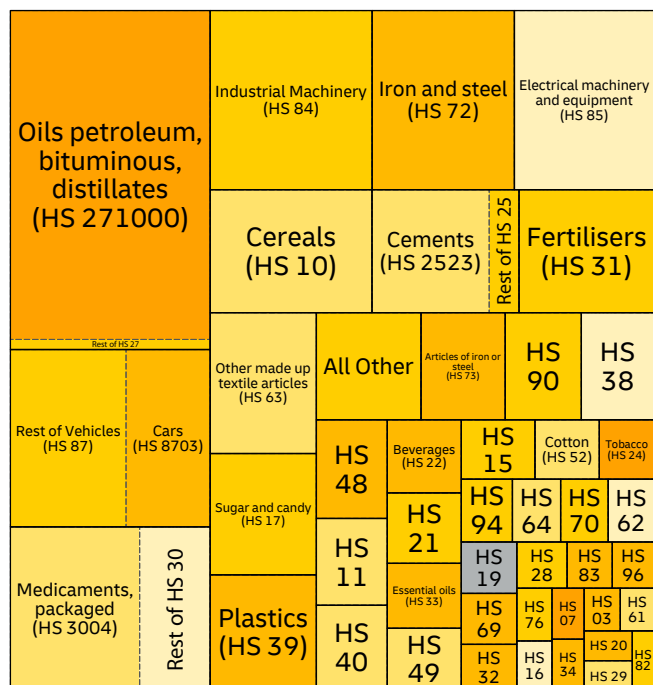 Oils petroleum,
bituminous,
distillates
(HS 271000)
Rest of HS 27
Industrial Machinery
(HS 84)
Iron and steel
(HS 72)
Electrical machinery
and equipment
(HS 85)
Cereals
(HS 10)
Cements
(HS 2523)
Rest of HS 25
Fertilisers
(HS 31)
Rest of Vehicles
(HS 87)
Cars
(HS 8703)
Medicaments,
packaged
(HS 3004)
Rest of HS 30
Other made up
textile articles
(HS 63)
Sugar and candy
(HS 17)
Plastics
(HS 39)
All Other
Articles of iron or
steel
(HS 73)
HS
90
HS
38
HS
48
HS
11
HS
40
Beverages
(HS 22)
HS
21
Essential oils
(HS 33)
HS
49
HS
15
Cotton
(HS 52)
Tobacco
(HS 24)
HS
94
HS
64
HS
70
HS
62
HS
19
HS
28
HS
83
HS
96
HS
69
HS
32
HS
76
HS
07
HS
03
HS
61
HS
16
HS
34
HS 20
HS 29
HS
82